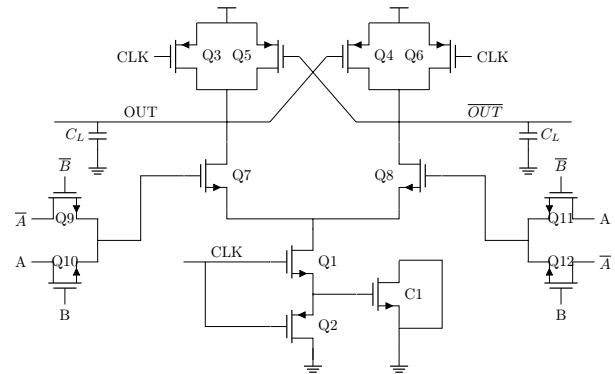 CLK Q3 Q5 Q4 Q6 CLK
OUT $\overline{OUT}$
$C_L$ $C_L$
$\overline{B}$ $\overline{B}$
Q7 Q8
$\overline{A}$ Q9 Q11 A
A Q10 CLK Q1 Q12 $\overline{A}$
C1
B Q2 B